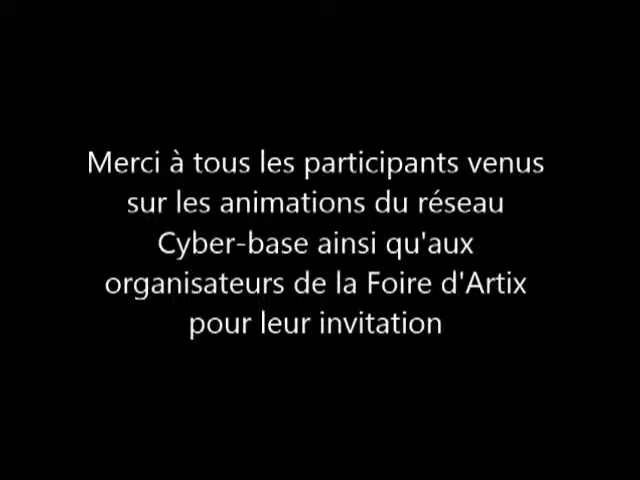 Merci à tous les participants venus
sur les animations du réseau
Cyber-base ainsi qu'aux
organisateurs de la Foire d'Artix
pour leur invitation